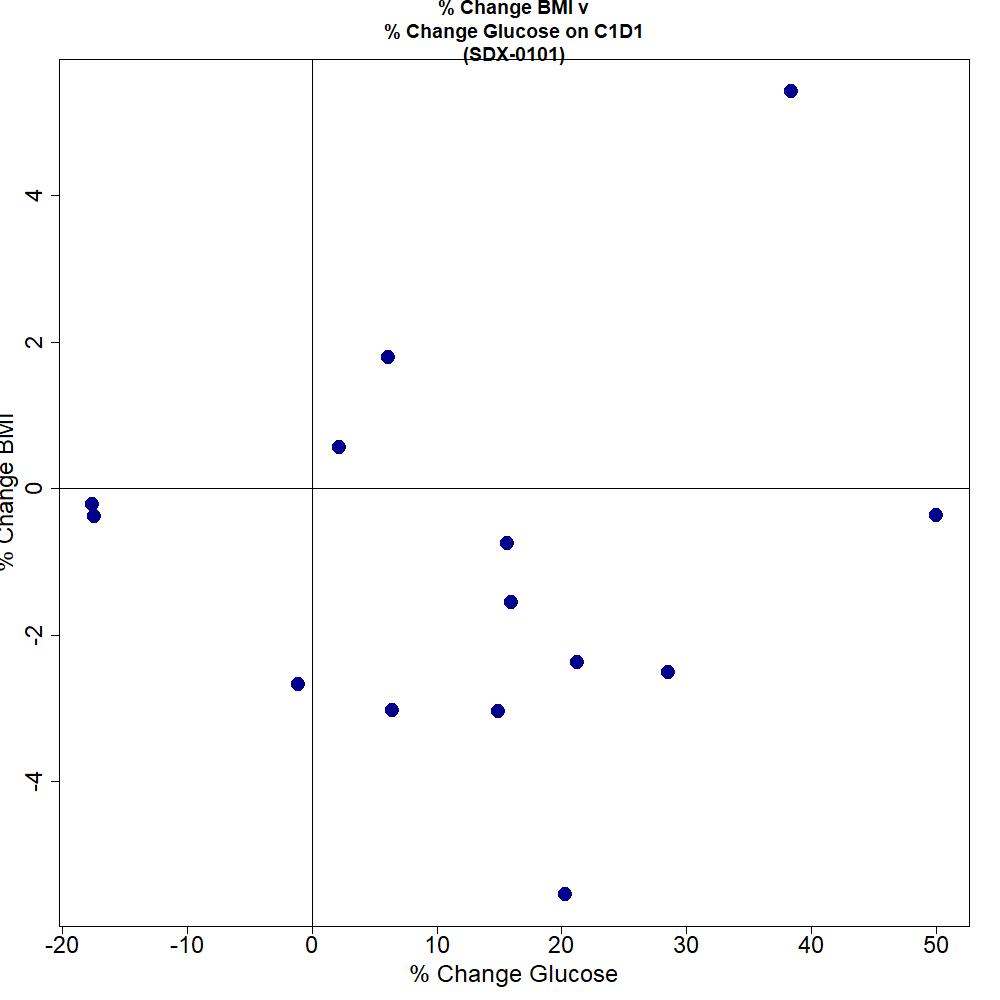 % Change BMI v
% Change Glucose on C1D1
(SDX-0101)
% Change BMI
4
2
0
-2
-4
-20 -10 0 10 20 30 40 50
% Change Glucose